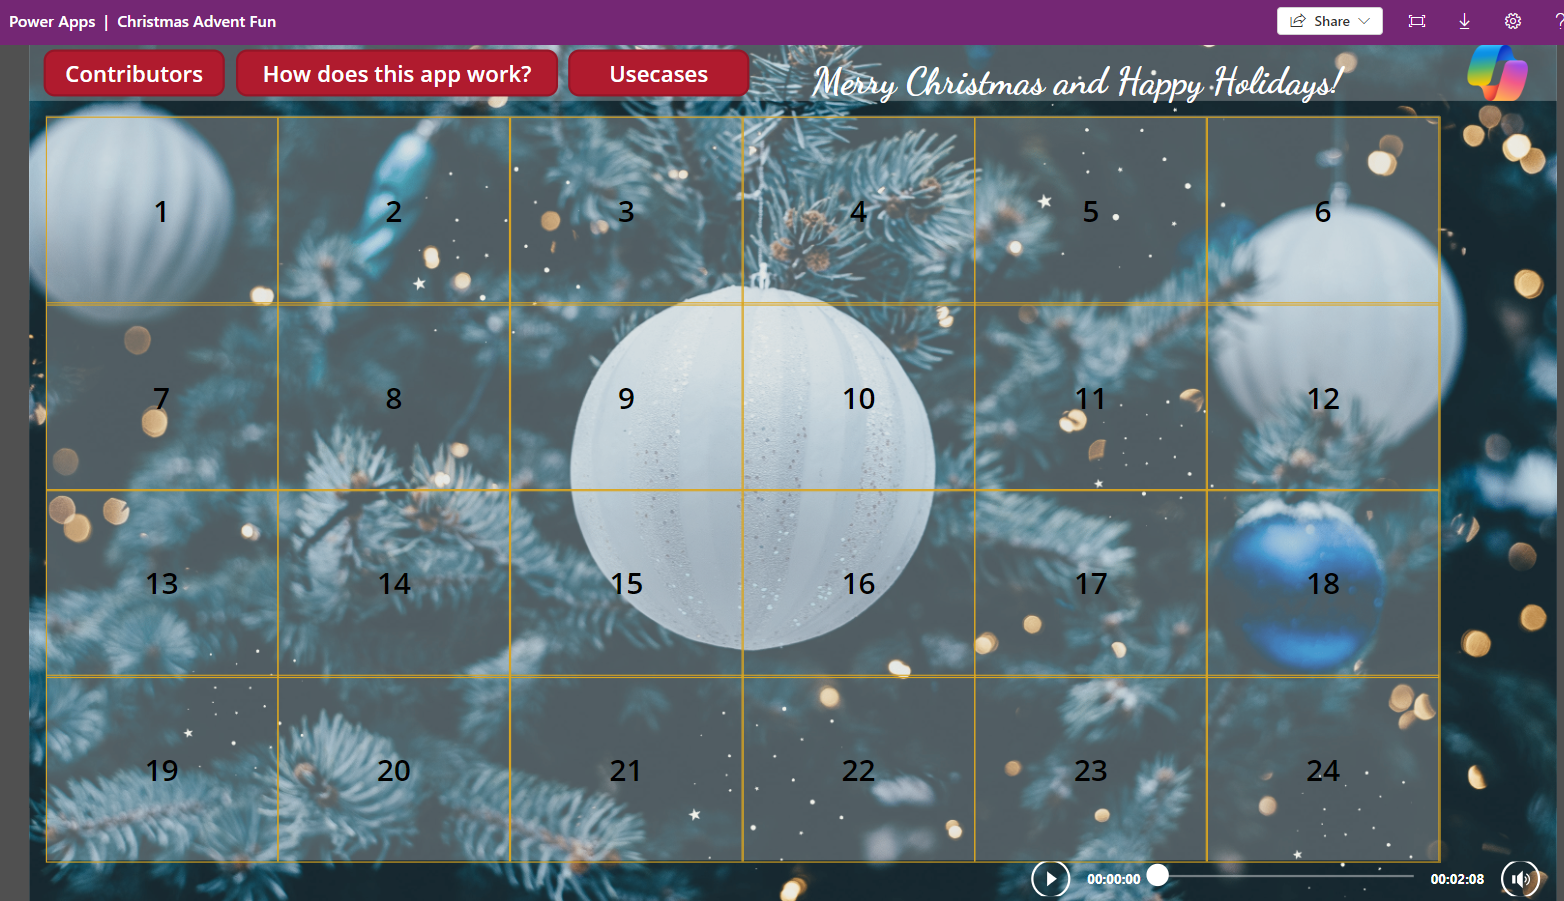 Power Apps | Christmas Advent Fun
Share
?
Contributors
How does this app work?
Usecases
Merry Christmas and Happy Holidays!
1 2 3 4 5 6
7 8 9 10 11 12
13 14 15 16 17 18
19 20 21 22 23 24
00:00:00
00:02:08